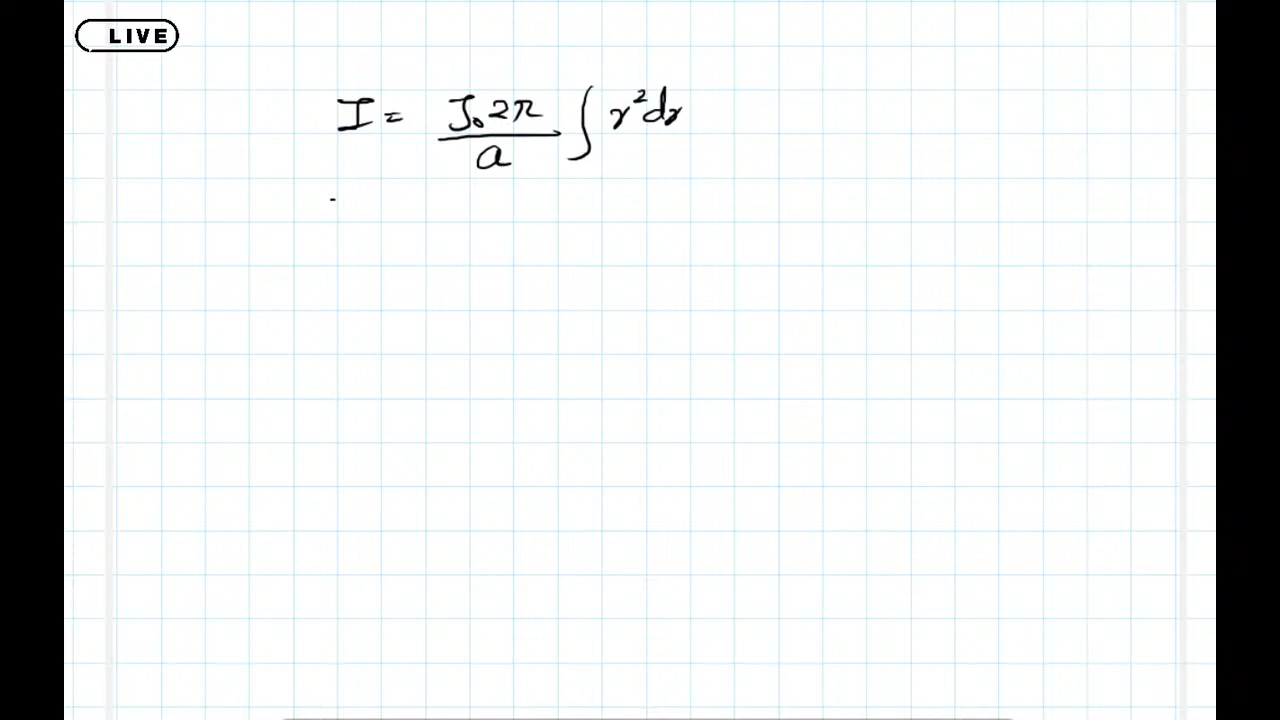 LIVE
I = J₀2π/a ∫ r²dr